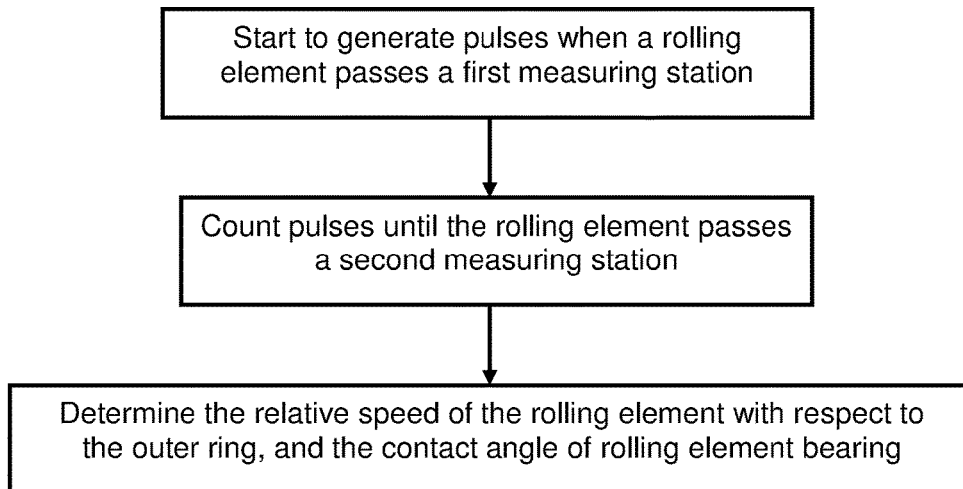 Start to generate pulses when a rolling
element passes a first measuring station
Count pulses until the rolling element passes
a second measuring station
Determine the relative speed of the rolling element with respect to
the outer ring, and the contact angle of rolling element bearing